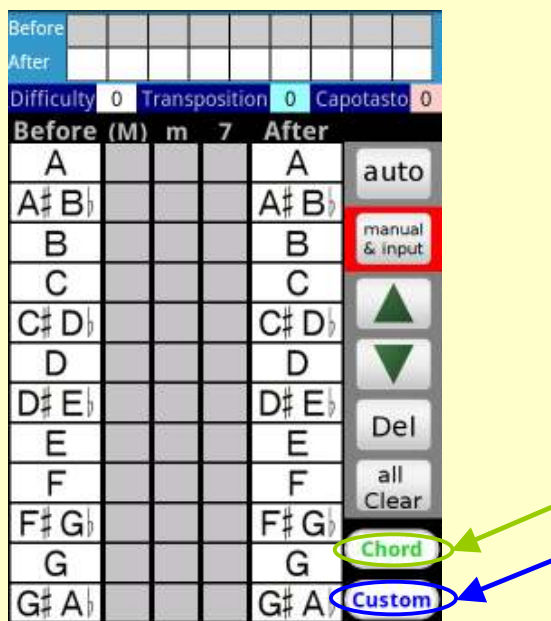 Before
After
Difficulty 0 Transposition 0 Capotasto 0
Before (M) m 7 After
A A auto
A♯ B♭ A♯ B♭
B B manual & input
C C
C♯ D♭ C♯ D♭
D D
D♯ E♭ D♯ E♭
E E Del
F F all Clear
F♯ G♭ F♯ G♭
G G Chord
G♯ A♭ G♯ A♭ Custom